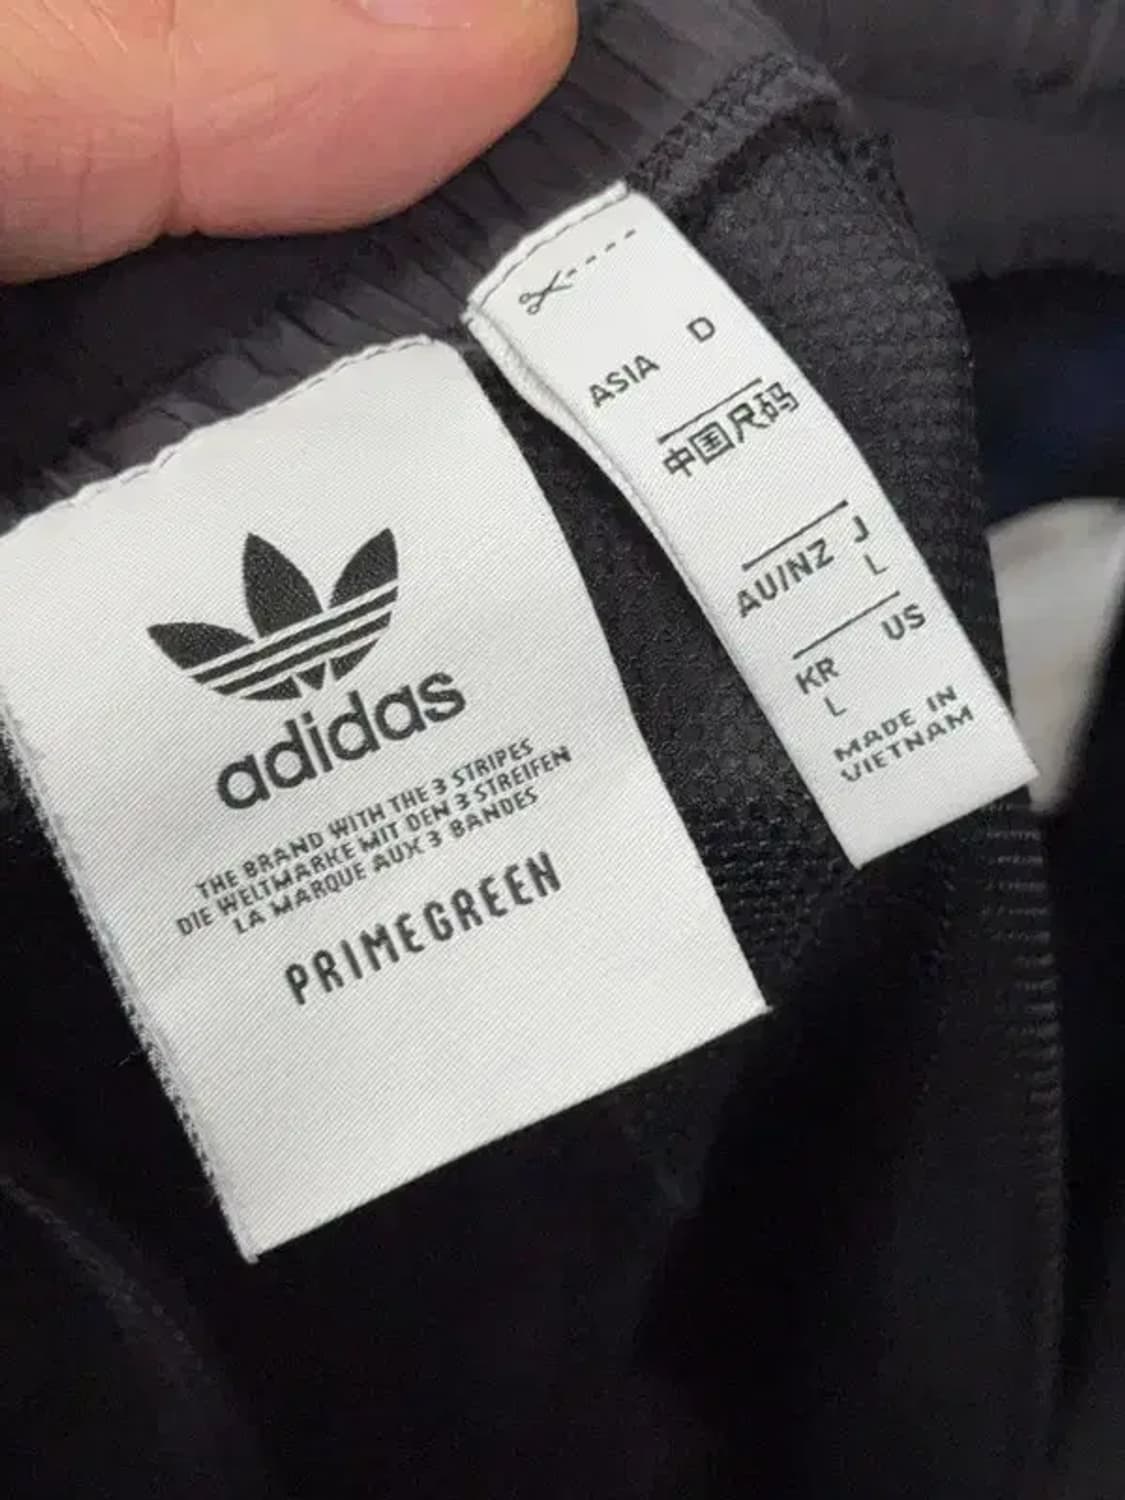 adidas
THE BRAND WITH THE 3 STRIPES
DIE WELTMARKE MIT DEN 3 STREIFEN
LA MARQUE AUX 3 BANDES
PRIMEGREEN
ASIA D
中国尺码
AU/NZ J
L
KR US
L
MADE IN
VIETNAM